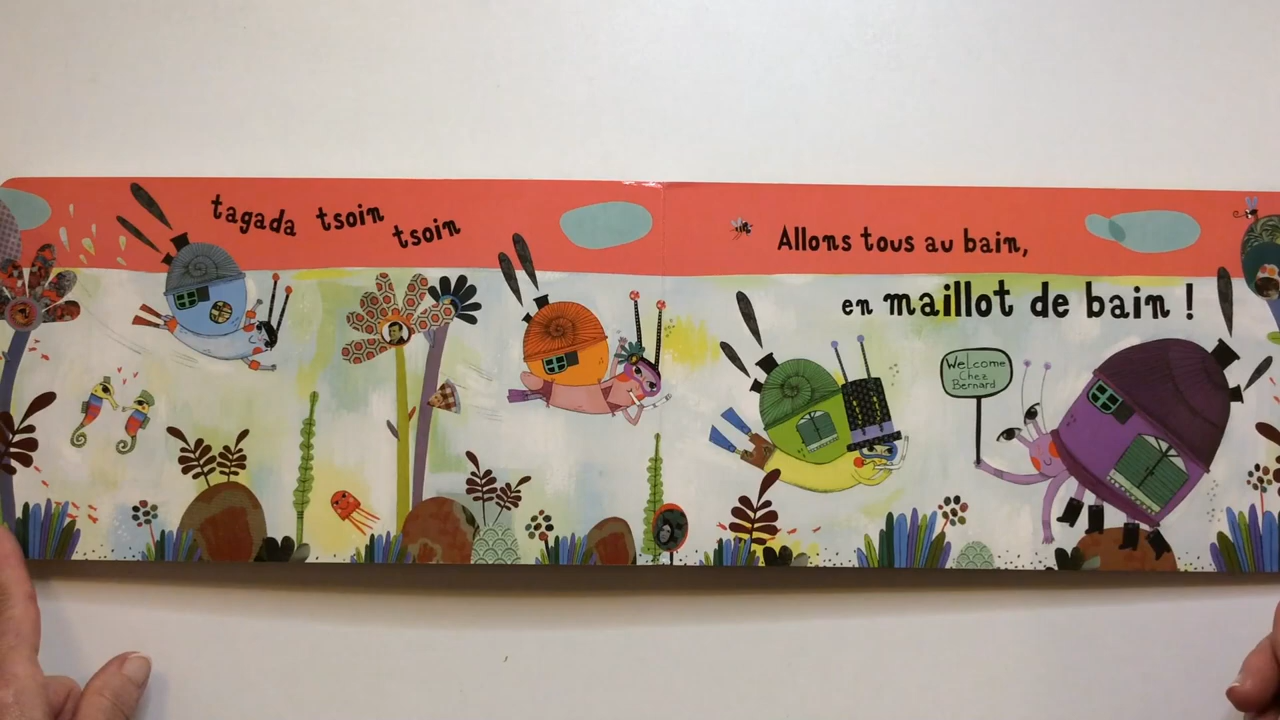 tagada tsoin
tsoin
Allons tous au bain,
en maillot de bain !
Welcome
Chez
Bernard